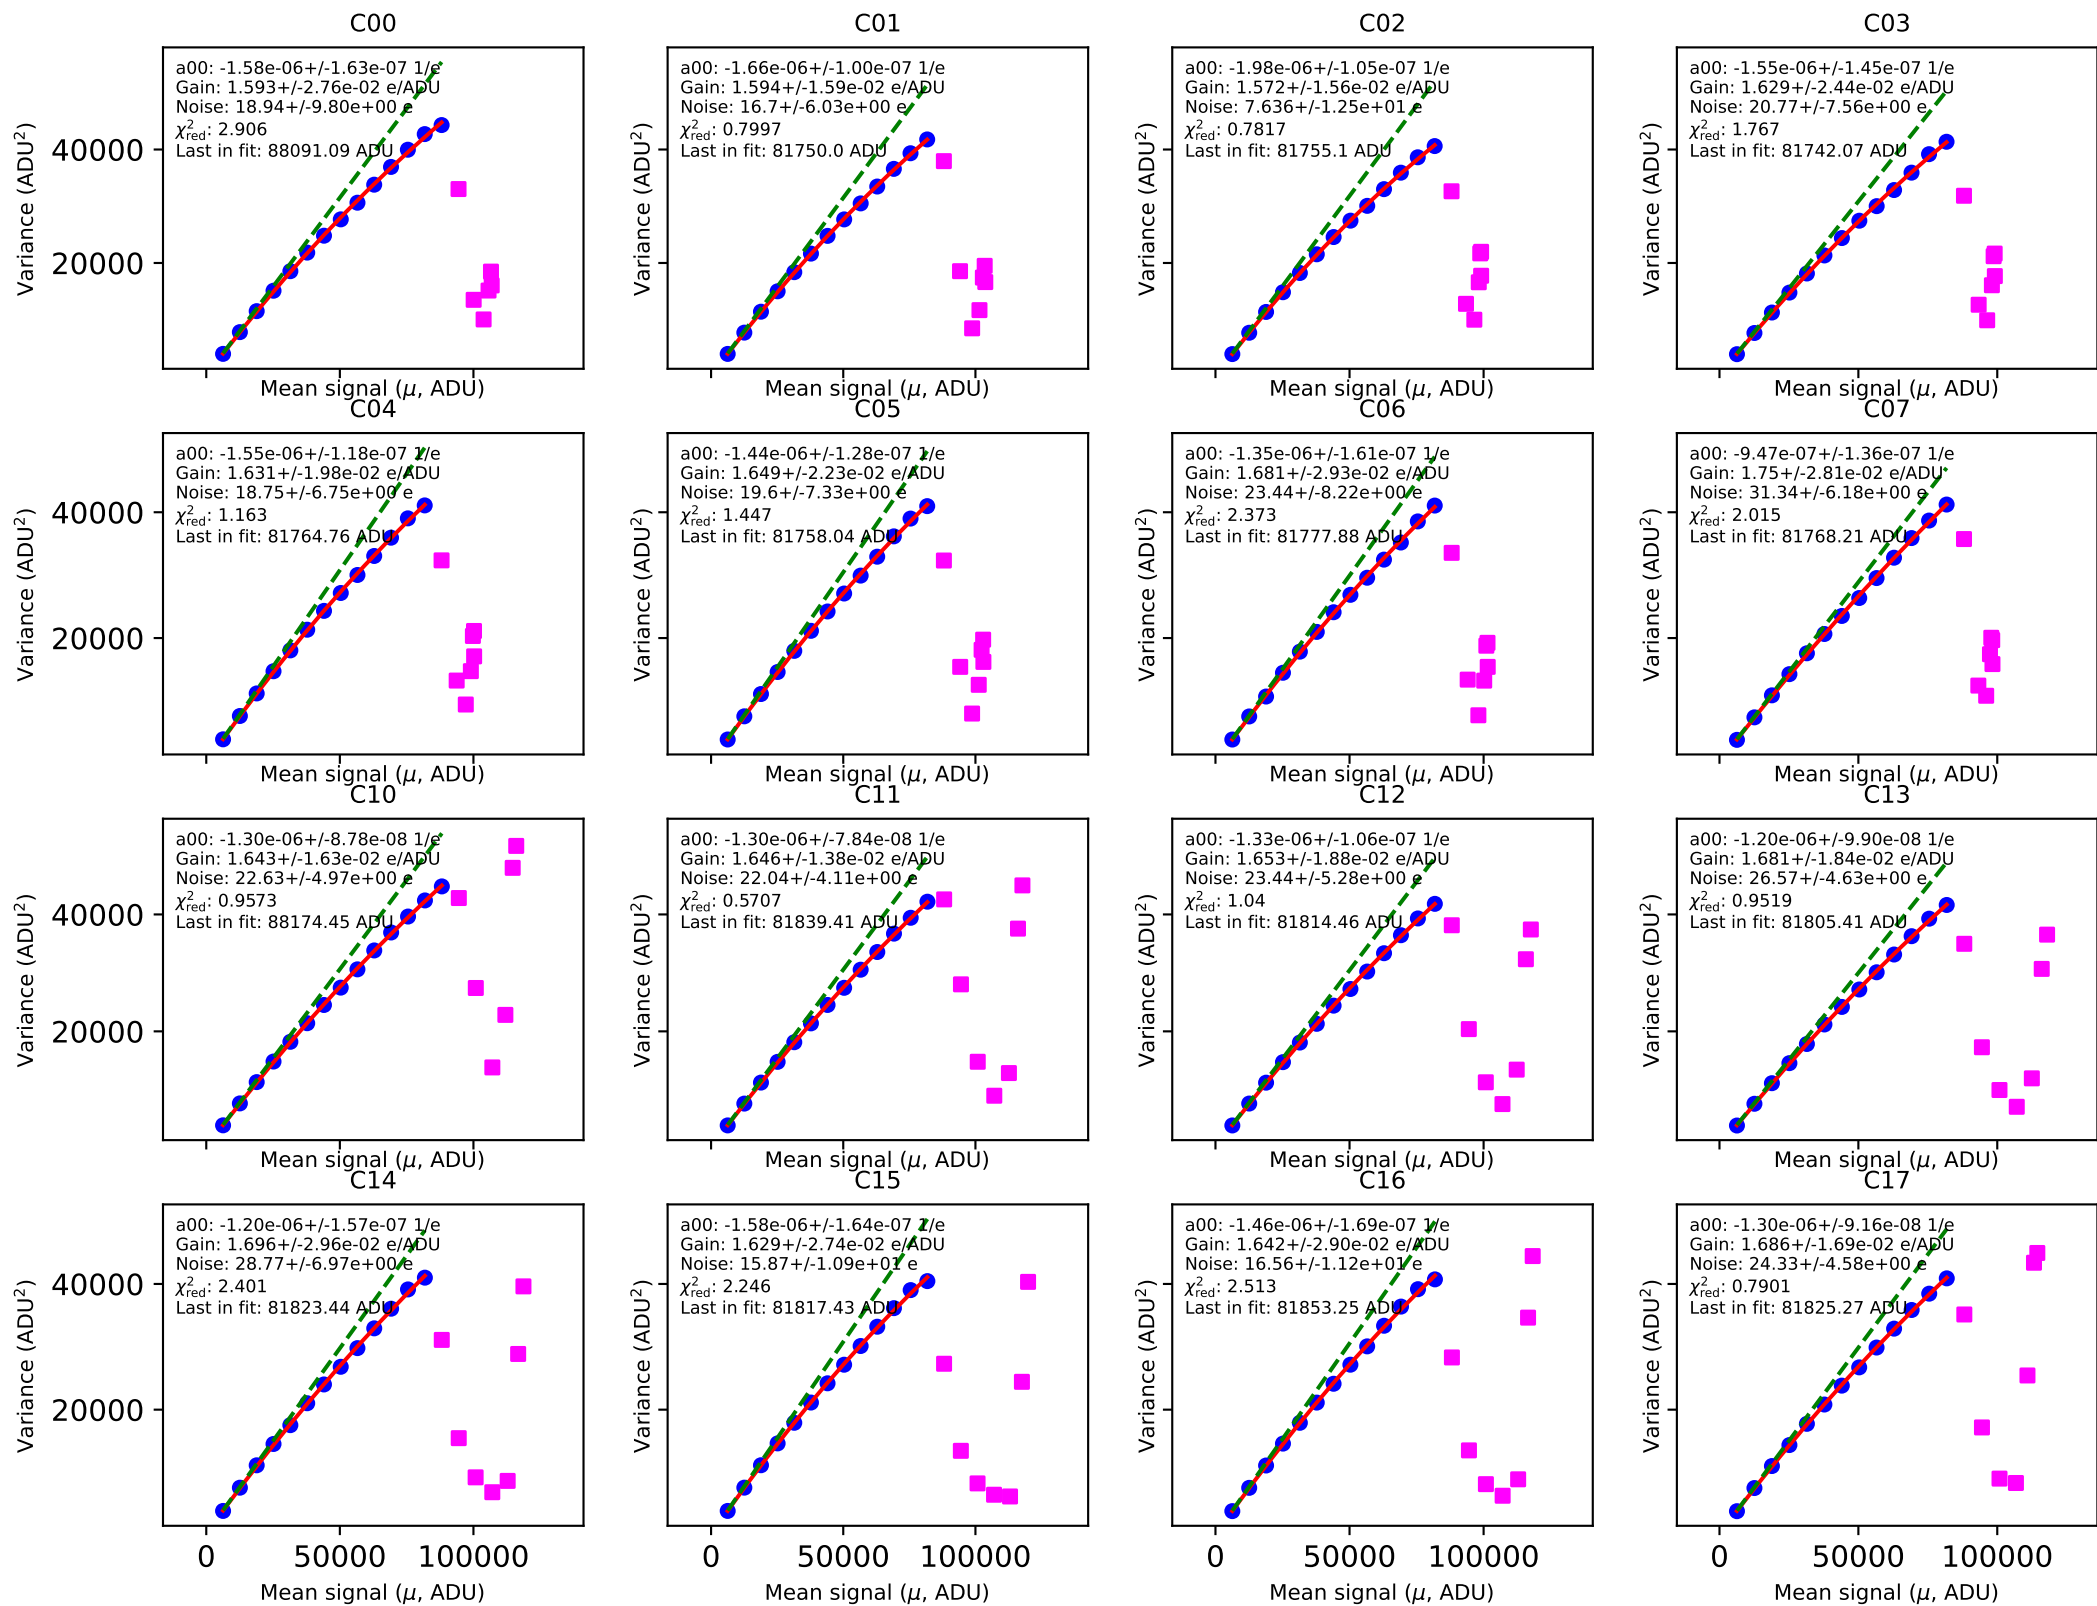 C00
C01
C02
C03
a00: -1.58e-06+/-1.63e-07 1/e
Gain: 1.593+/-2.76e-02 e/ADU
Noise: 18.94+/-9.80e+00 e
χ²red: 2.906
Last in fit: 88091.09 ADU
a00: -1.66e-06+/-1.00e-07 1/e
Gain: 1.594+/-1.59e-02 e/ADU
Noise: 16.7+/-6.03e+00 e
χ²red: 0.7997
Last in fit: 81750.0 ADU
a00: -1.98e-06+/-1.05e-07 1/e
Gain: 1.572+/-1.56e-02 e/ADU
Noise: 7.636+/-1.25e+01 e
χ²red: 0.7817
Last in fit: 81755.1 ADU
a00: -1.55e-06+/-1.45e-07 1/e
Gain: 1.629+/-2.44e-02 e/ADU
Noise: 20.77+/-7.56e+00 e
χ²red: 1.767
Last in fit: 81742.07 ADU
40000
20000
Variance (ADU²)
Variance (ADU²)
Variance (ADU²)
Variance (ADU²)
Mean signal (μ, ADU)
Mean signal (μ, ADU)
Mean signal (μ, ADU)
Mean signal (μ, ADU)
C04
C05
C06
C07
a00: -1.55e-06+/-1.18e-07 1/e
Gain: 1.631+/-1.98e-02 e/ADU
Noise: 18.75+/-6.75e+00 e
χ²red: 1.163
Last in fit: 81764.76 ADU
a00: -1.44e-06+/-1.28e-07 1/e
Gain: 1.649+/-2.23e-02 e/ADU
Noise: 19.6+/-7.33e+00 e
χ²red: 1.447
Last in fit: 81758.04 ADU
a00: -1.35e-06+/-1.61e-07 1/e
Gain: 1.681+/-2.93e-02 e/ADU
Noise: 23.44+/-8.22e+00 e
χ²red: 2.373
Last in fit: 81777.88 ADU
a00: -9.47e-07+/-1.36e-07 1/e
Gain: 1.75+/-2.81e-02 e/ADU
Noise: 31.34+/-6.18e+00 e
χ²red: 2.015
Last in fit: 81768.21 ADU
40000
20000
Variance (ADU²)
Variance (ADU²)
Variance (ADU²)
Variance (ADU²)
Mean signal (μ, ADU)
Mean signal (μ, ADU)
Mean signal (μ, ADU)
Mean signal (μ, ADU)
C10
C11
C12
C13
a00: -1.30e-06+/-8.78e-08 1/e
Gain: 1.643+/-1.63e-02 e/ADU
Noise: 22.63+/-4.97e+00 e
χ²red: 0.9573
Last in fit: 88174.45 ADU
a00: -1.30e-06+/-7.84e-08 1/e
Gain: 1.646+/-1.38e-02 e/ADU
Noise: 22.04+/-4.11e+00 e
χ²red: 0.5707
Last in fit: 81839.41 ADU
a00: -1.33e-06+/-1.06e-07 1/e
Gain: 1.653+/-1.88e-02 e/ADU
Noise: 23.44+/-5.28e+00 e
χ²red: 1.04
Last in fit: 81814.46 ADU
a00: -1.20e-06+/-9.90e-08 1/e
Gain: 1.681+/-1.84e-02 e/ADU
Noise: 26.57+/-4.63e+00 e
χ²red: 0.9519
Last in fit: 81805.41 ADU
40000
20000
Variance (ADU²)
Variance (ADU²)
Variance (ADU²)
Variance (ADU²)
Mean signal (μ, ADU)
Mean signal (μ, ADU)
Mean signal (μ, ADU)
Mean signal (μ, ADU)
C14
C15
C16
C17
a00: -1.20e-06+/-1.57e-07 1/e
Gain: 1.696+/-2.96e-02 e/ADU
Noise: 28.77+/-6.97e+00 e
χ²red: 2.401
Last in fit: 81823.44 ADU
a00: -1.58e-06+/-1.64e-07 1/e
Gain: 1.629+/-2.74e-02 e/ADU
Noise: 15.87+/-1.09e+01 e
χ²red: 2.246
Last in fit: 81817.43 ADU
a00: -1.46e-06+/-1.69e-07 1/e
Gain: 1.642+/-2.90e-02 e/ADU
Noise: 16.56+/-1.12e+01 e
χ²red: 2.513
Last in fit: 81853.25 ADU
a00: -1.30e-06+/-9.16e-08 1/e
Gain: 1.686+/-1.69e-02 e/ADU
Noise: 24.33+/-4.58e+00 e
χ²red: 0.7901
Last in fit: 81825.27 ADU
40000
20000
Variance (ADU²)
Variance (ADU²)
Variance (ADU²)
Variance (ADU²)
0 50000 100000
0 50000 100000
0 50000 100000
0 50000 100000
Mean signal (μ, ADU)
Mean signal (μ, ADU)
Mean signal (μ, ADU)
Mean signal (μ, ADU)